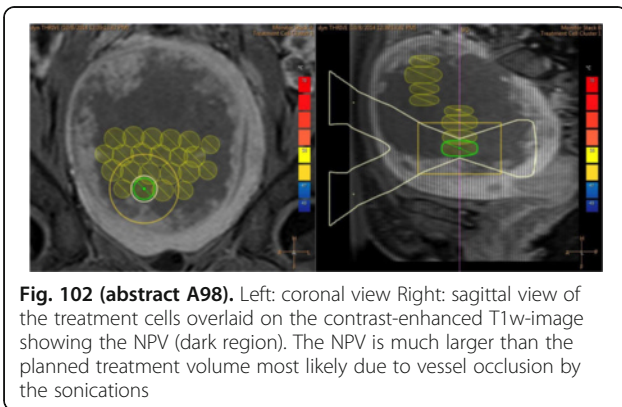 Fig. 102 (abstract A98). Left: coronal view Right: sagittal view of
the treatment cells overlaid on the contrast-enhanced T1w-image
showing the NPV (dark region). The NPV is much larger than the
planned treatment volume most likely due to vessel occlusion by
the sonications